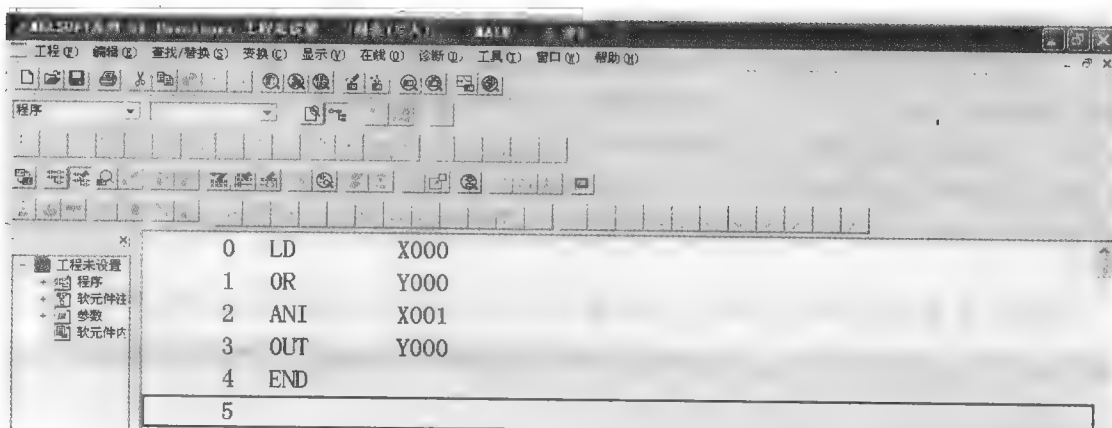 工程(F) 编辑(E) 查找/替换(S) 变换(C) 显示(V) 在线(O) 诊断(D) 工具(T) 窗口(W) 帮助(H)
程序
工程未设置
程序
软元件注
参数
软元件内
0 LD X000
1 OR Y000
2 ANI X001
3 OUT Y000
4 END
5